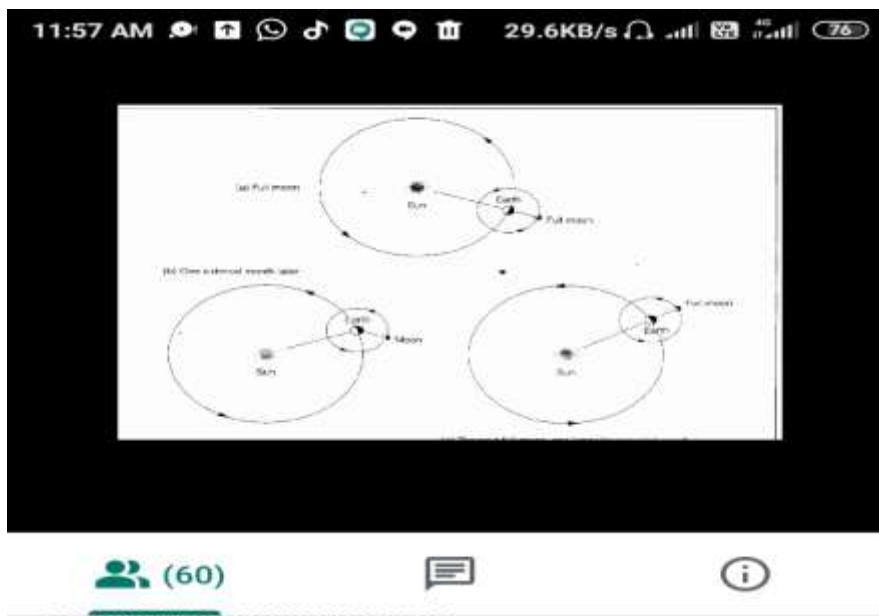 11:57 AM 29.6KB/s 4G 76
(a) Full moon
Sun
Earth
Full moon
(b) One sidereal month later
Earth
Moon
Sun
Full moon
Earth
Sun
(60)